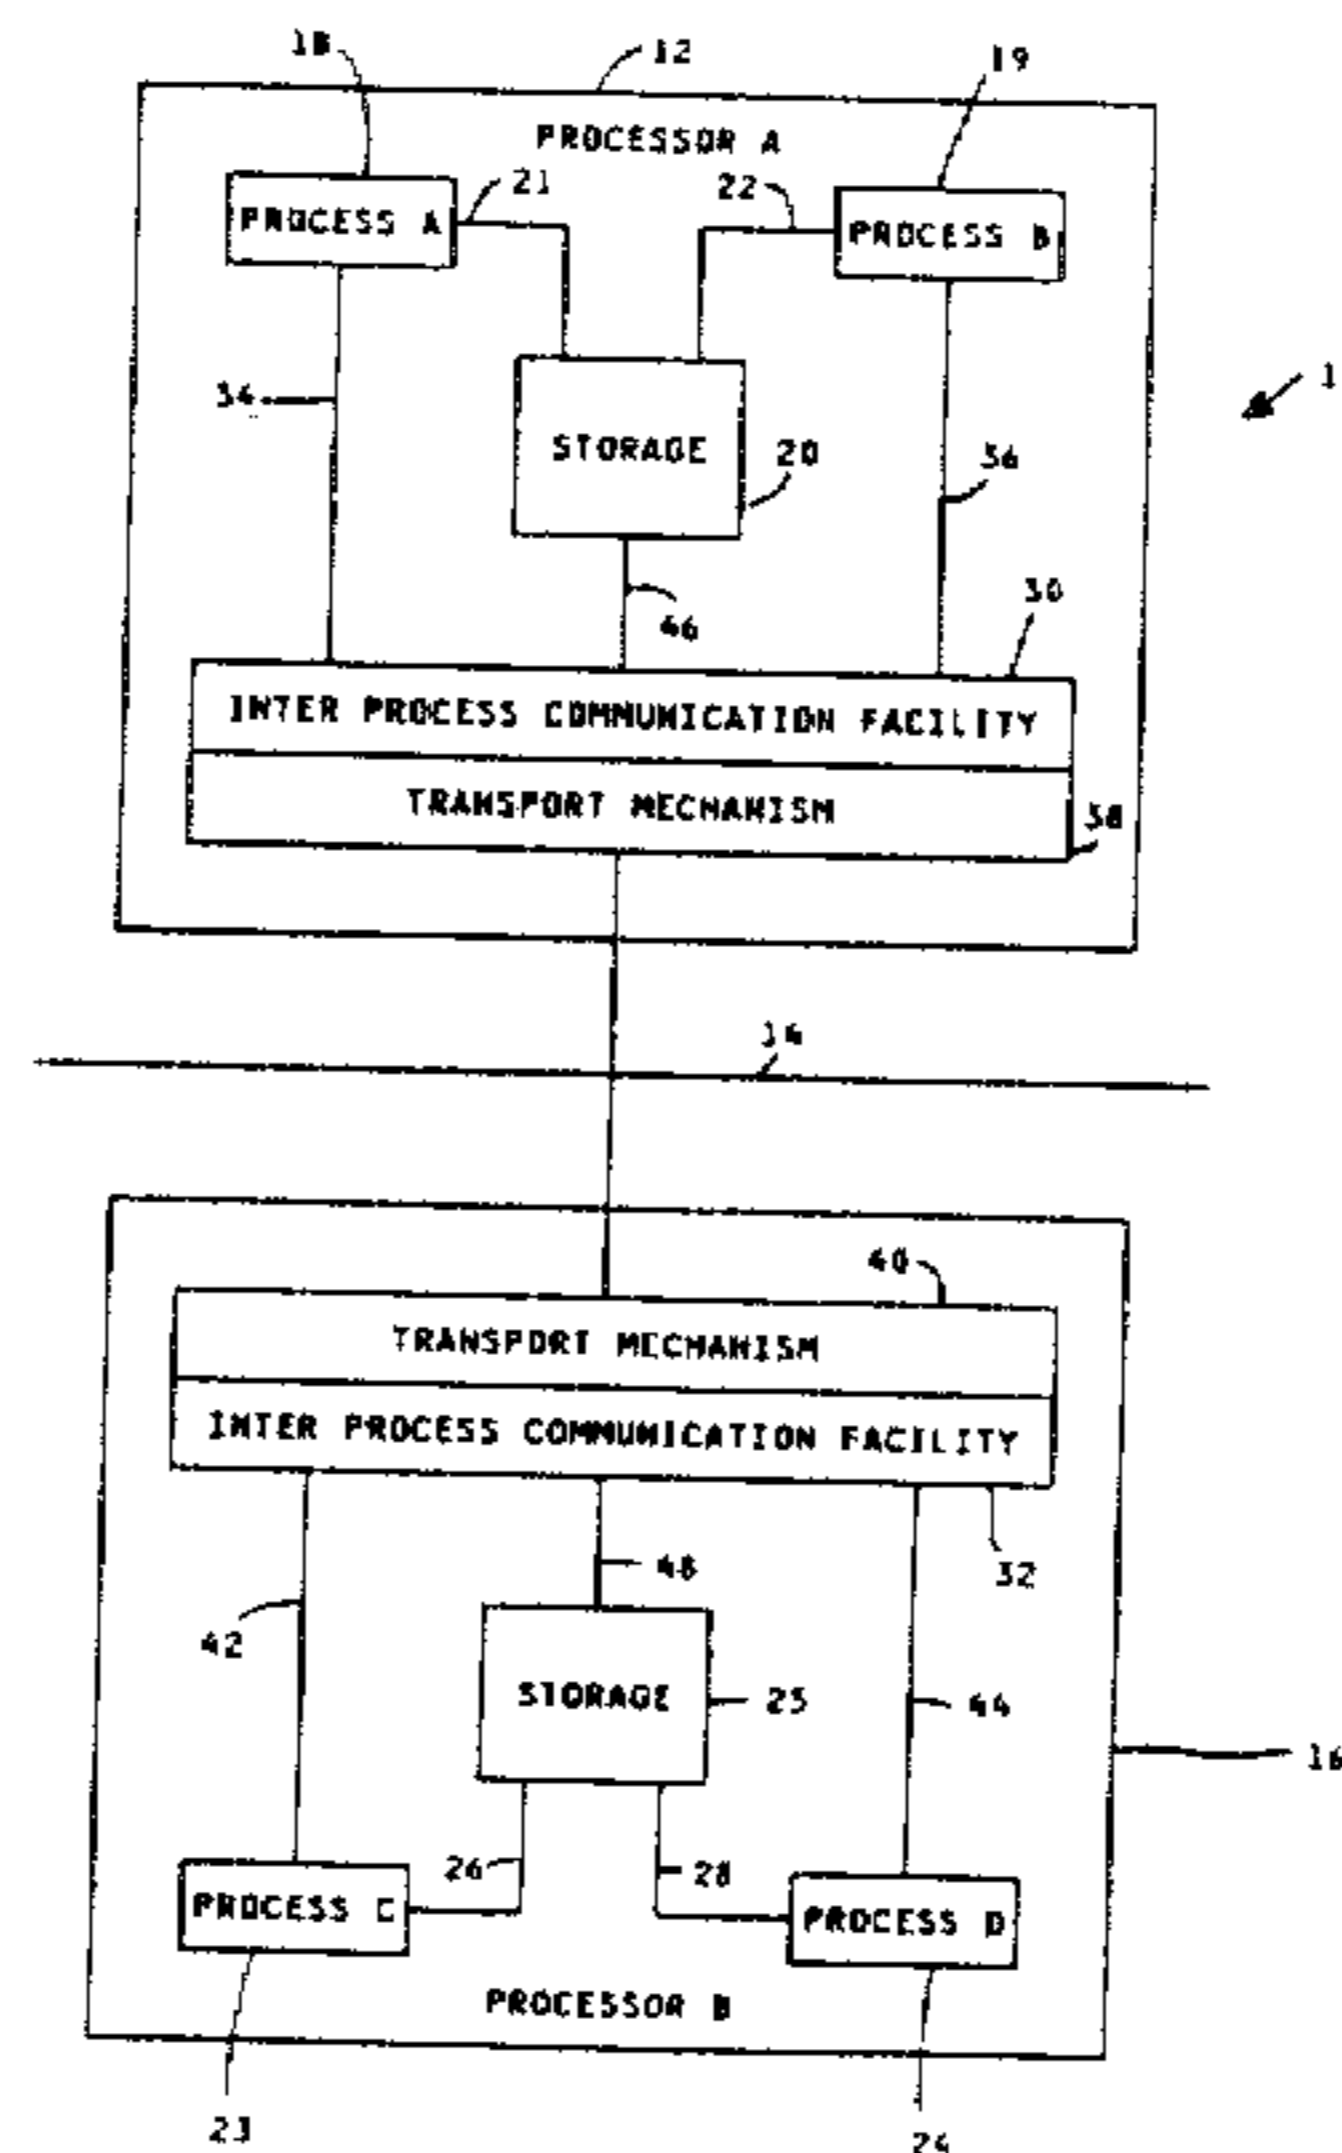 18
12
19
PROCESSOR A
21
22
PROCESS A
PROCESS B
1
34
STORAGE
20
36
46
30
INTER PROCESS COMMUNICATION FACILITY
TRANSPORT MECHANISM
38
14
40
TRANSPORT MECHANISM
INTER PROCESS COMMUNICATION FACILITY
48
32
42
STORAGE
25
44
16
26
28
PROCESS C
PROCESS D
PROCESSOR B
23
24